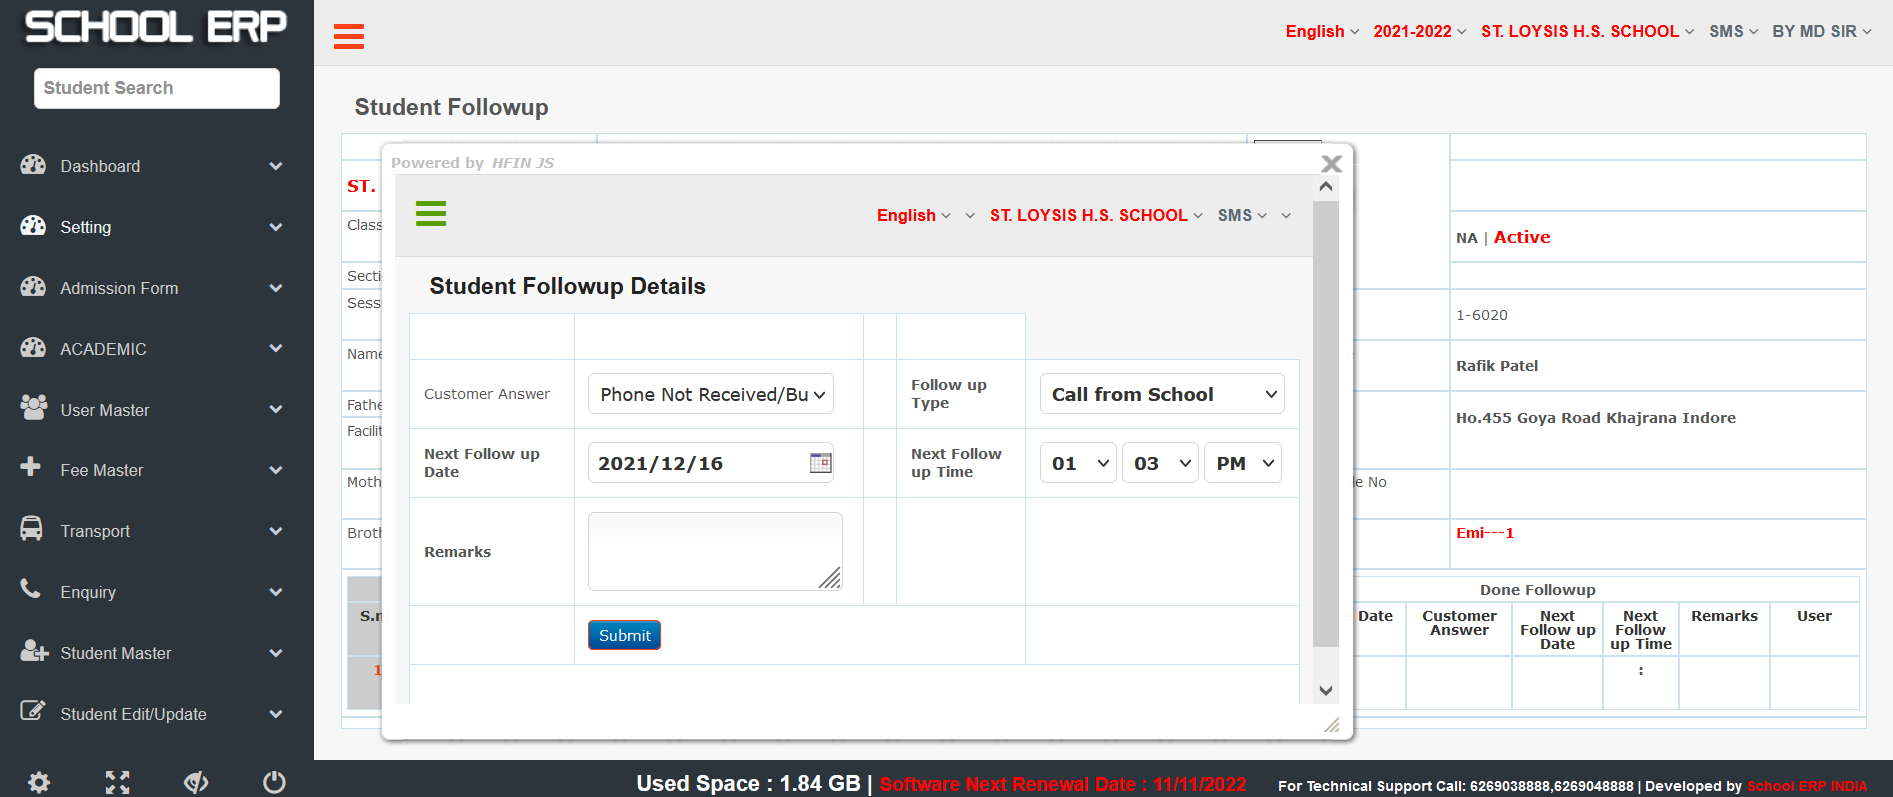 SCHOOL ERP
Student Search
Dashboard
Setting
Admission Form
ACADEMIC
User Master
Fee Master
Transport
Enquiry
Student Master
Student Edit/Update
English 2021-2022 ST. LOYSIS H.S. SCHOOL SMS BY MD SIR
Student Followup
Powered by HFIN JS
English ST. LOYSIS H.S. SCHOOL SMS
Student Followup Details
Customer Answer Phone Not Received/Bu Follow up Type Call from School
Next Follow up Date 2021/12/16 Next Follow up Time 01 03 PM
Remarks
Submit
ST.
Class
NA | Active
Secti
Sess
1-6020
Name
Rafik Patel
Fathe
Facilit
Ho.455 Goya Road Khajrana Indore
Moth
le No
Broth
Emi---1
Done Followup
S.n
Date Customer Answer Next Follow up Date Next Follow up Time Remarks User
1
:
Used Space : 1.84 GB | Software Next Renewal Date : 11/11/2022 For Technical Support Call: 6269038888,6269048888 | Developed by School ERP INDIA